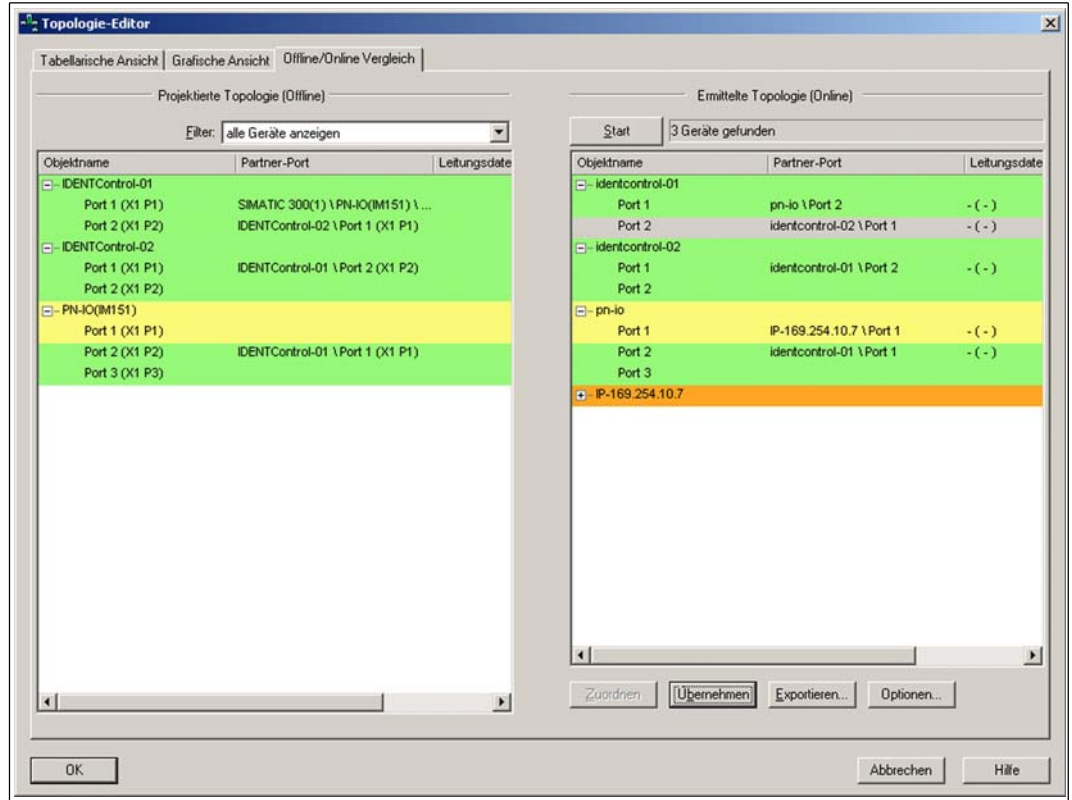 Topologie-Editor
Tabellarische Ansicht Grafische Ansicht Offline/Online Vergleich
Projektierte Topologie (Offline)
Filter: alle Geräte anzeigen
Objektname Partner-Port Leitungsdate
IDENTControl-01
Port 1 (X1 P1) SIMATIC 300(1) \ PN-IO(IM151) \ ...
Port 2 (X1 P2) IDENTControl-02 \ Port 1 (X1 P1)
IDENTControl-02
Port 1 (X1 P1) IDENTControl-01 \ Port 2 (X1 P2)
Port 2 (X1 P2)
PN-IO(IM151)
Port 1 (X1 P1)
Port 2 (X1 P2) IDENTControl-01 \ Port 1 (X1 P1)
Port 3 (X1 P3)
Ermittelte Topologie (Online)
Start 3 Geräte gefunden
Objektname Partner-Port Leitungsdate
identcontrol-01
Port 1 pn-io \ Port 2 - ( - )
Port 2 identcontrol-02 \ Port 1 - ( - )
identcontrol-02
Port 1 identcontrol-01 \ Port 2 - ( - )
Port 2
pn-io
Port 1 IP-169.254.10.7 \ Port 1 - ( - )
Port 2 identcontrol-01 \ Port 1 - ( - )
Port 3
IP-169.254.10.7
Zuordnen Übernehmen Exportieren... Optionen...
OK Abbrechen Hilfe